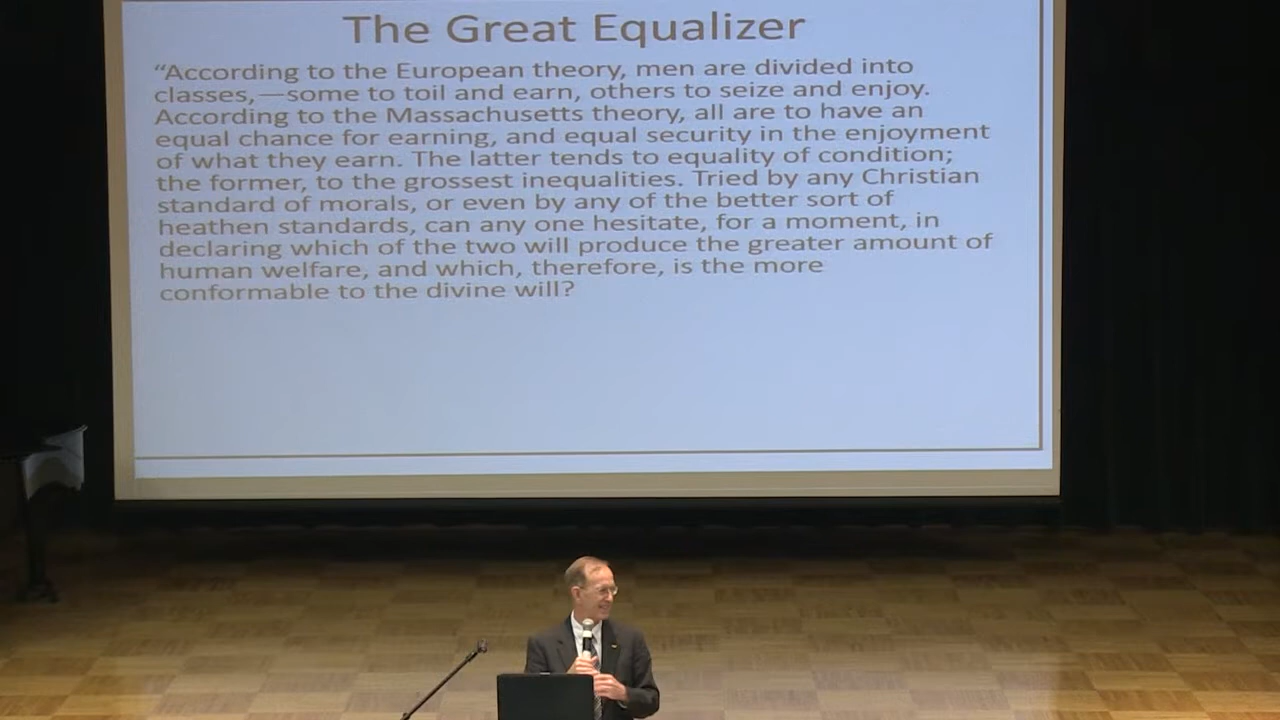 The Great Equalizer
“According to the European theory, men are divided into
classes,—some to toil and earn, others to seize and enjoy.
According to the Massachusetts theory, all are to have an
equal chance for earning, and equal security in the enjoyment
of what they earn. The latter tends to equality of condition;
the former, to the grossest inequalities. Tried by any Christian
standard of morals, or even by any of the better sort of
heathen standards, can any one hesitate, for a moment, in
declaring which of the two will produce the greater amount of
human welfare, and which, therefore, is the more
conformable to the divine will?